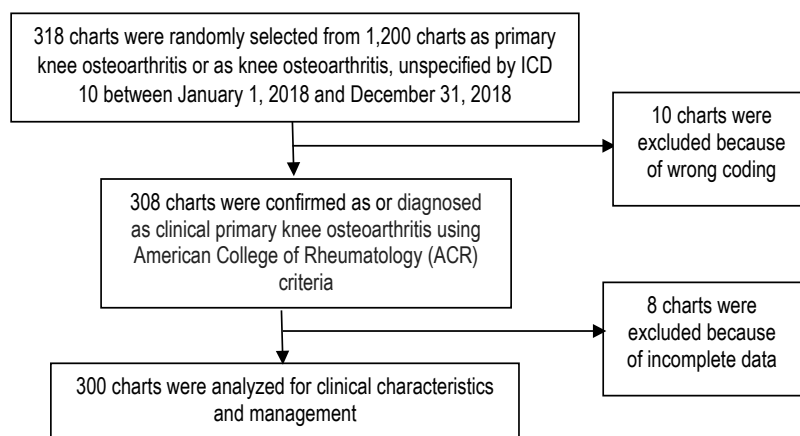 318 charts were randomly selected from 1,200 charts as primary
knee osteoarthritis or as knee osteoarthritis, unspecified by ICD
10 between January 1, 2018 and December 31, 2018
10 charts were
excluded because
of wrong coding
308 charts were confirmed as or diagnosed
as clinical primary knee osteoarthritis using
American College of Rheumatology (ACR)
criteria
8 charts were
excluded because
of incomplete data
300 charts were analyzed for clinical characteristics
and management